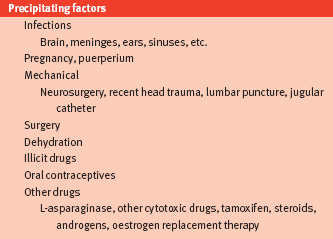 Precipitating factors
Infections
Brain, meninges, ears, sinuses, etc.
Pregnancy, puerperium
Mechanical
Neurosurgery, recent head trauma, lumbar puncture, jugular
catheter
Surgery
Dehydration
Illicit drugs
Oral contraceptives
Other drugs
L-asparaginase, other cytotoxic drugs, tamoxifen, steroids,
androgens, oestrogen replacement therapy